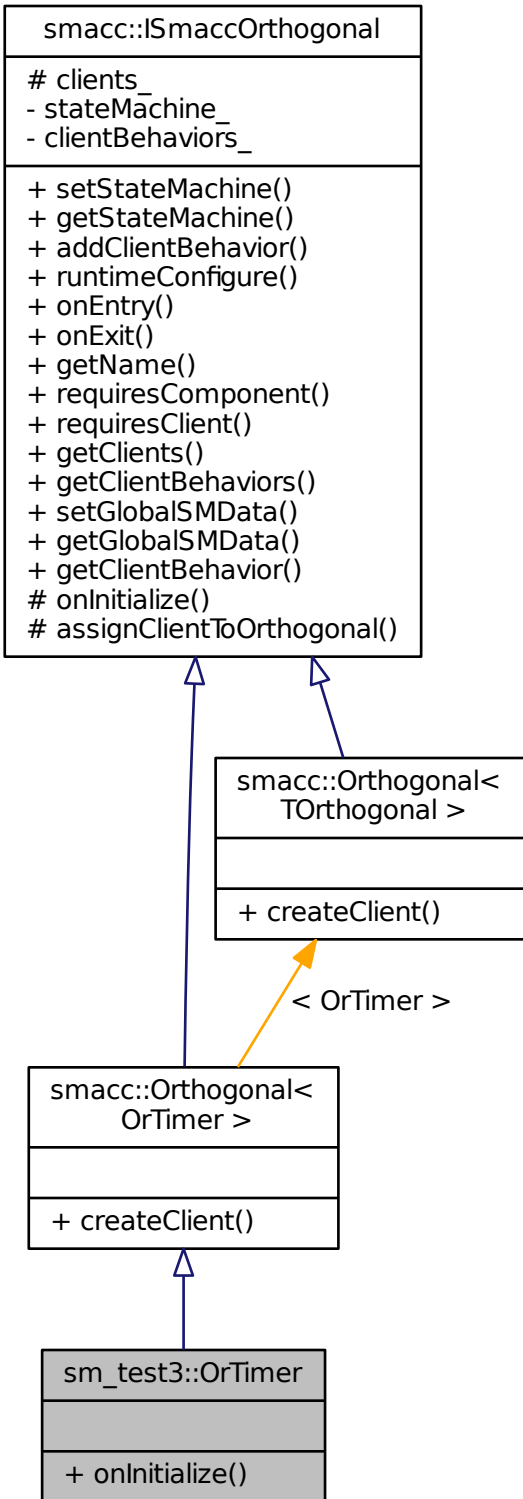 smacc::ISmaccOrthogonal
# clients_
- stateMachine_
- clientBehaviors_
+ setStateMachine()
+ getStateMachine()
+ addClientBehavior()
+ runtimeConfigure()
+ onEntry()
+ onExit()
+ getName()
+ requiresComponent()
+ requiresClient()
+ getClients()
+ getClientBehaviors()
+ setGlobalSMData()
+ getGlobalSMData()
+ getClientBehavior()
# onInitialize()
# assignClientToOrthogonal()
smacc::Orthogonal<
TOrthogonal >
+ createClient()
< OrTimer >
smacc::Orthogonal<
OrTimer >
+ createClient()
sm_test3::OrTimer
+ onInitialize()